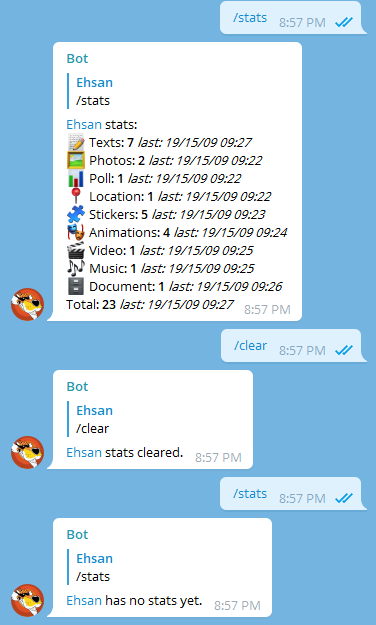 /stats 8:57 PM
Bot
Ehsan
/stats
Ehsan stats:
Texts: 7 last: 19/15/09 09:27
Photos: 2 last: 19/15/09 09:22
Poll: 1 last: 19/15/09 09:22
Location: 1 last: 19/15/09 09:22
Stickers: 5 last: 19/15/09 09:23
Animations: 4 last: 19/15/09 09:24
Video: 1 last: 19/15/09 09:25
Music: 1 last: 19/15/09 09:25
Document: 1 last: 19/15/09 09:26
Total: 23 last: 19/15/09 09:27 8:57 PM
/clear 8:57 PM
Bot
Ehsan
/clear
Ehsan stats cleared. 8:57 PM
/stats 8:57 PM
Bot
Ehsan
/stats
Ehsan has no stats yet. 8:57 PM